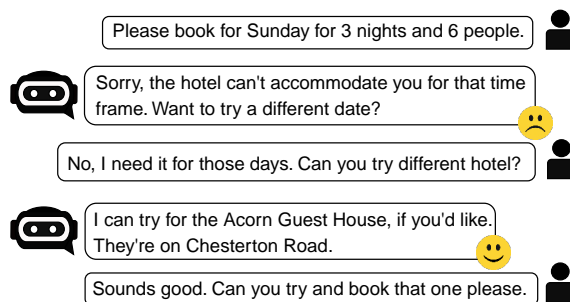 Please book for Sunday for 3 nights and 6 people.
Sorry, the hotel can't accommodate you for that time
frame. Want to try a different date?
No, I need it for those days. Can you try different hotel?
I can try for the Acorn Guest House, if you'd like.
They're on Chesterton Road.
Sounds good. Can you try and book that one please.